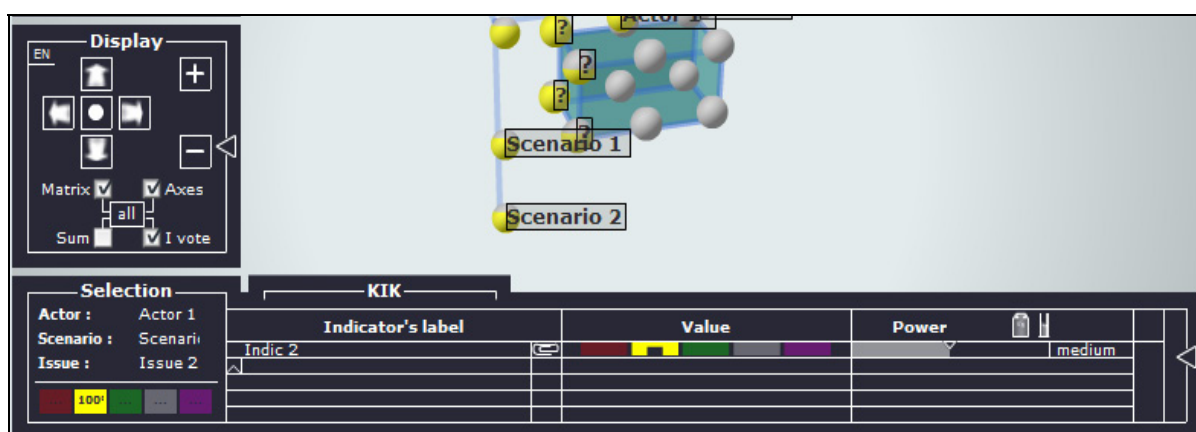 Display
EN
+
-
Matrix
Axes
all
Sum
I vote
?
Actor 1
?
?
?
Scenario 1
Scenario 2
Selection
Actor : Actor 1
Scenario : Scenari
Issue : Issue 2
...
100
...
...
...
KIK
Indicator's label
Value
Power
Indic 2
medium